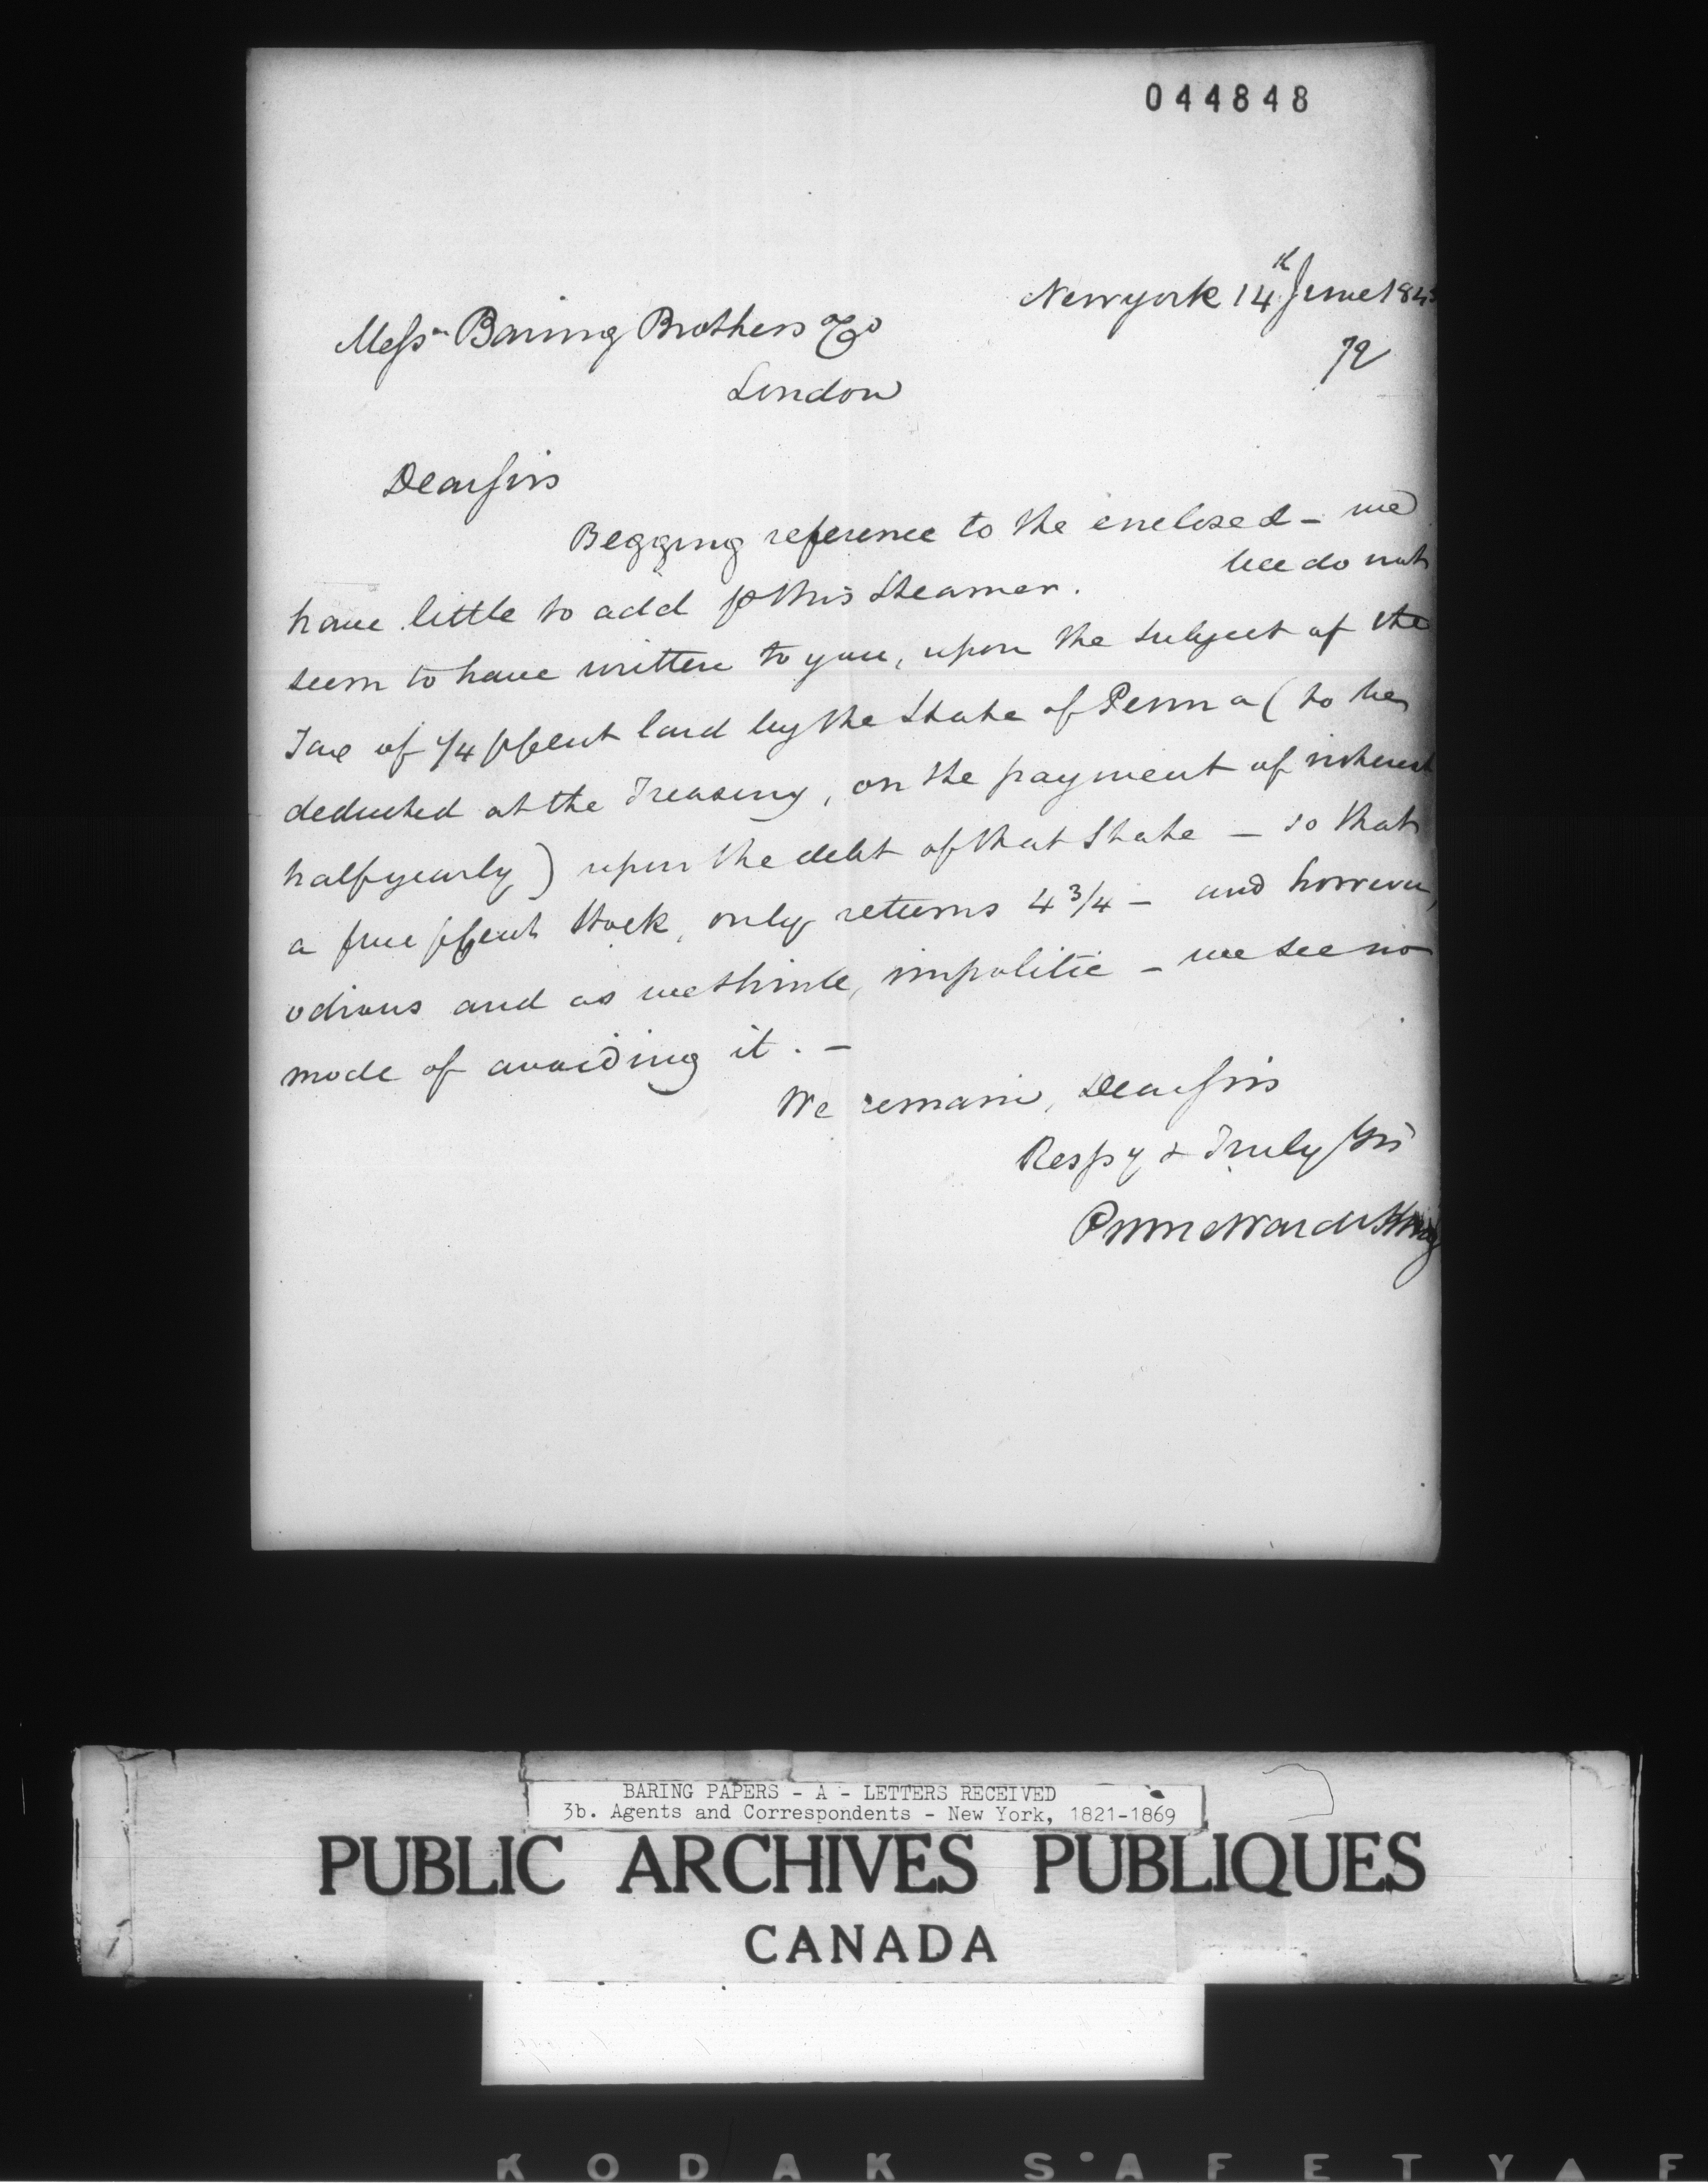 044848
Newyork 14th June 184
72
Messrs Baring Brothers & Co
London
Dear Sirs
Begging reference to the enclosed - we
have little to add p this Steamer. We do not
seem to have written to you, upon the subject of the
Tax of 1/4 p cent laid by the State of Penna (to be
deducted at the Treasury, on the payment of interest
halfyearly) upon the debt of that State - so that
a five p cent Stock, only returns 4 3/4 - and however,
odious and as we think, impolitic - we see no
mode of avoiding it. -
We remain, Dear Sirs
Respy & Truly Yrs
Prime Ward & King
BARING PAPERS - A - LETTERS RECEIVED
3b. Agents and Correspondents - New York, 1821-1869
PUBLIC ARCHIVES PUBLIQUES
CANADA
KODAK SAFETY F